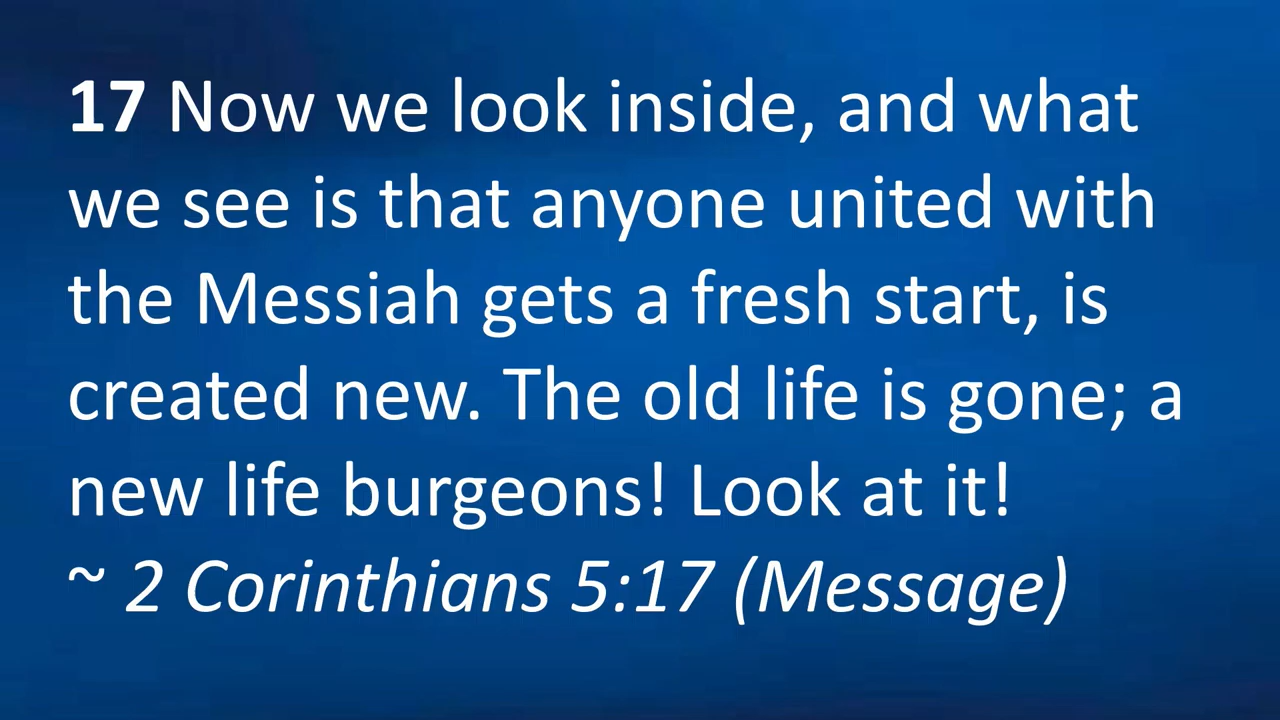 17 Now we look inside, and what
we see is that anyone united with
the Messiah gets a fresh start, is
created new. The old life is gone; a
new life burgeons! Look at it!
~ 2 Corinthians 5:17 (Message)